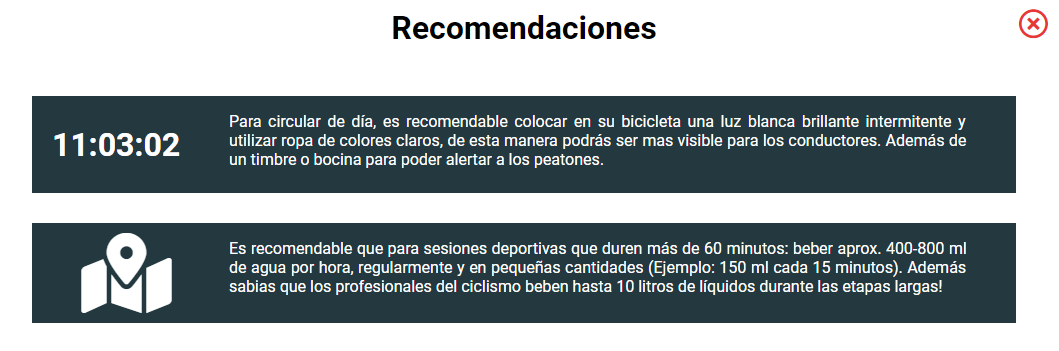 Recomendaciones
11:03:02
Para circular de día, es recomendable colocar en su bicicleta una luz blanca brillante intermitente y
utilizar ropa de colores claros, de esta manera podrás ser mas visible para los conductores. Además de
un timbre o bocina para poder alertar a los peatones.
Es recomendable que para sesiones deportivas que duren más de 60 minutos: beber aprox. 400-800 ml
de agua por hora, regularmente y en pequeñas cantidades (Ejemplo: 150 ml cada 15 minutos). Además
sabias que los profesionales del ciclismo beben hasta 10 litros de líquidos durante las etapas largas!